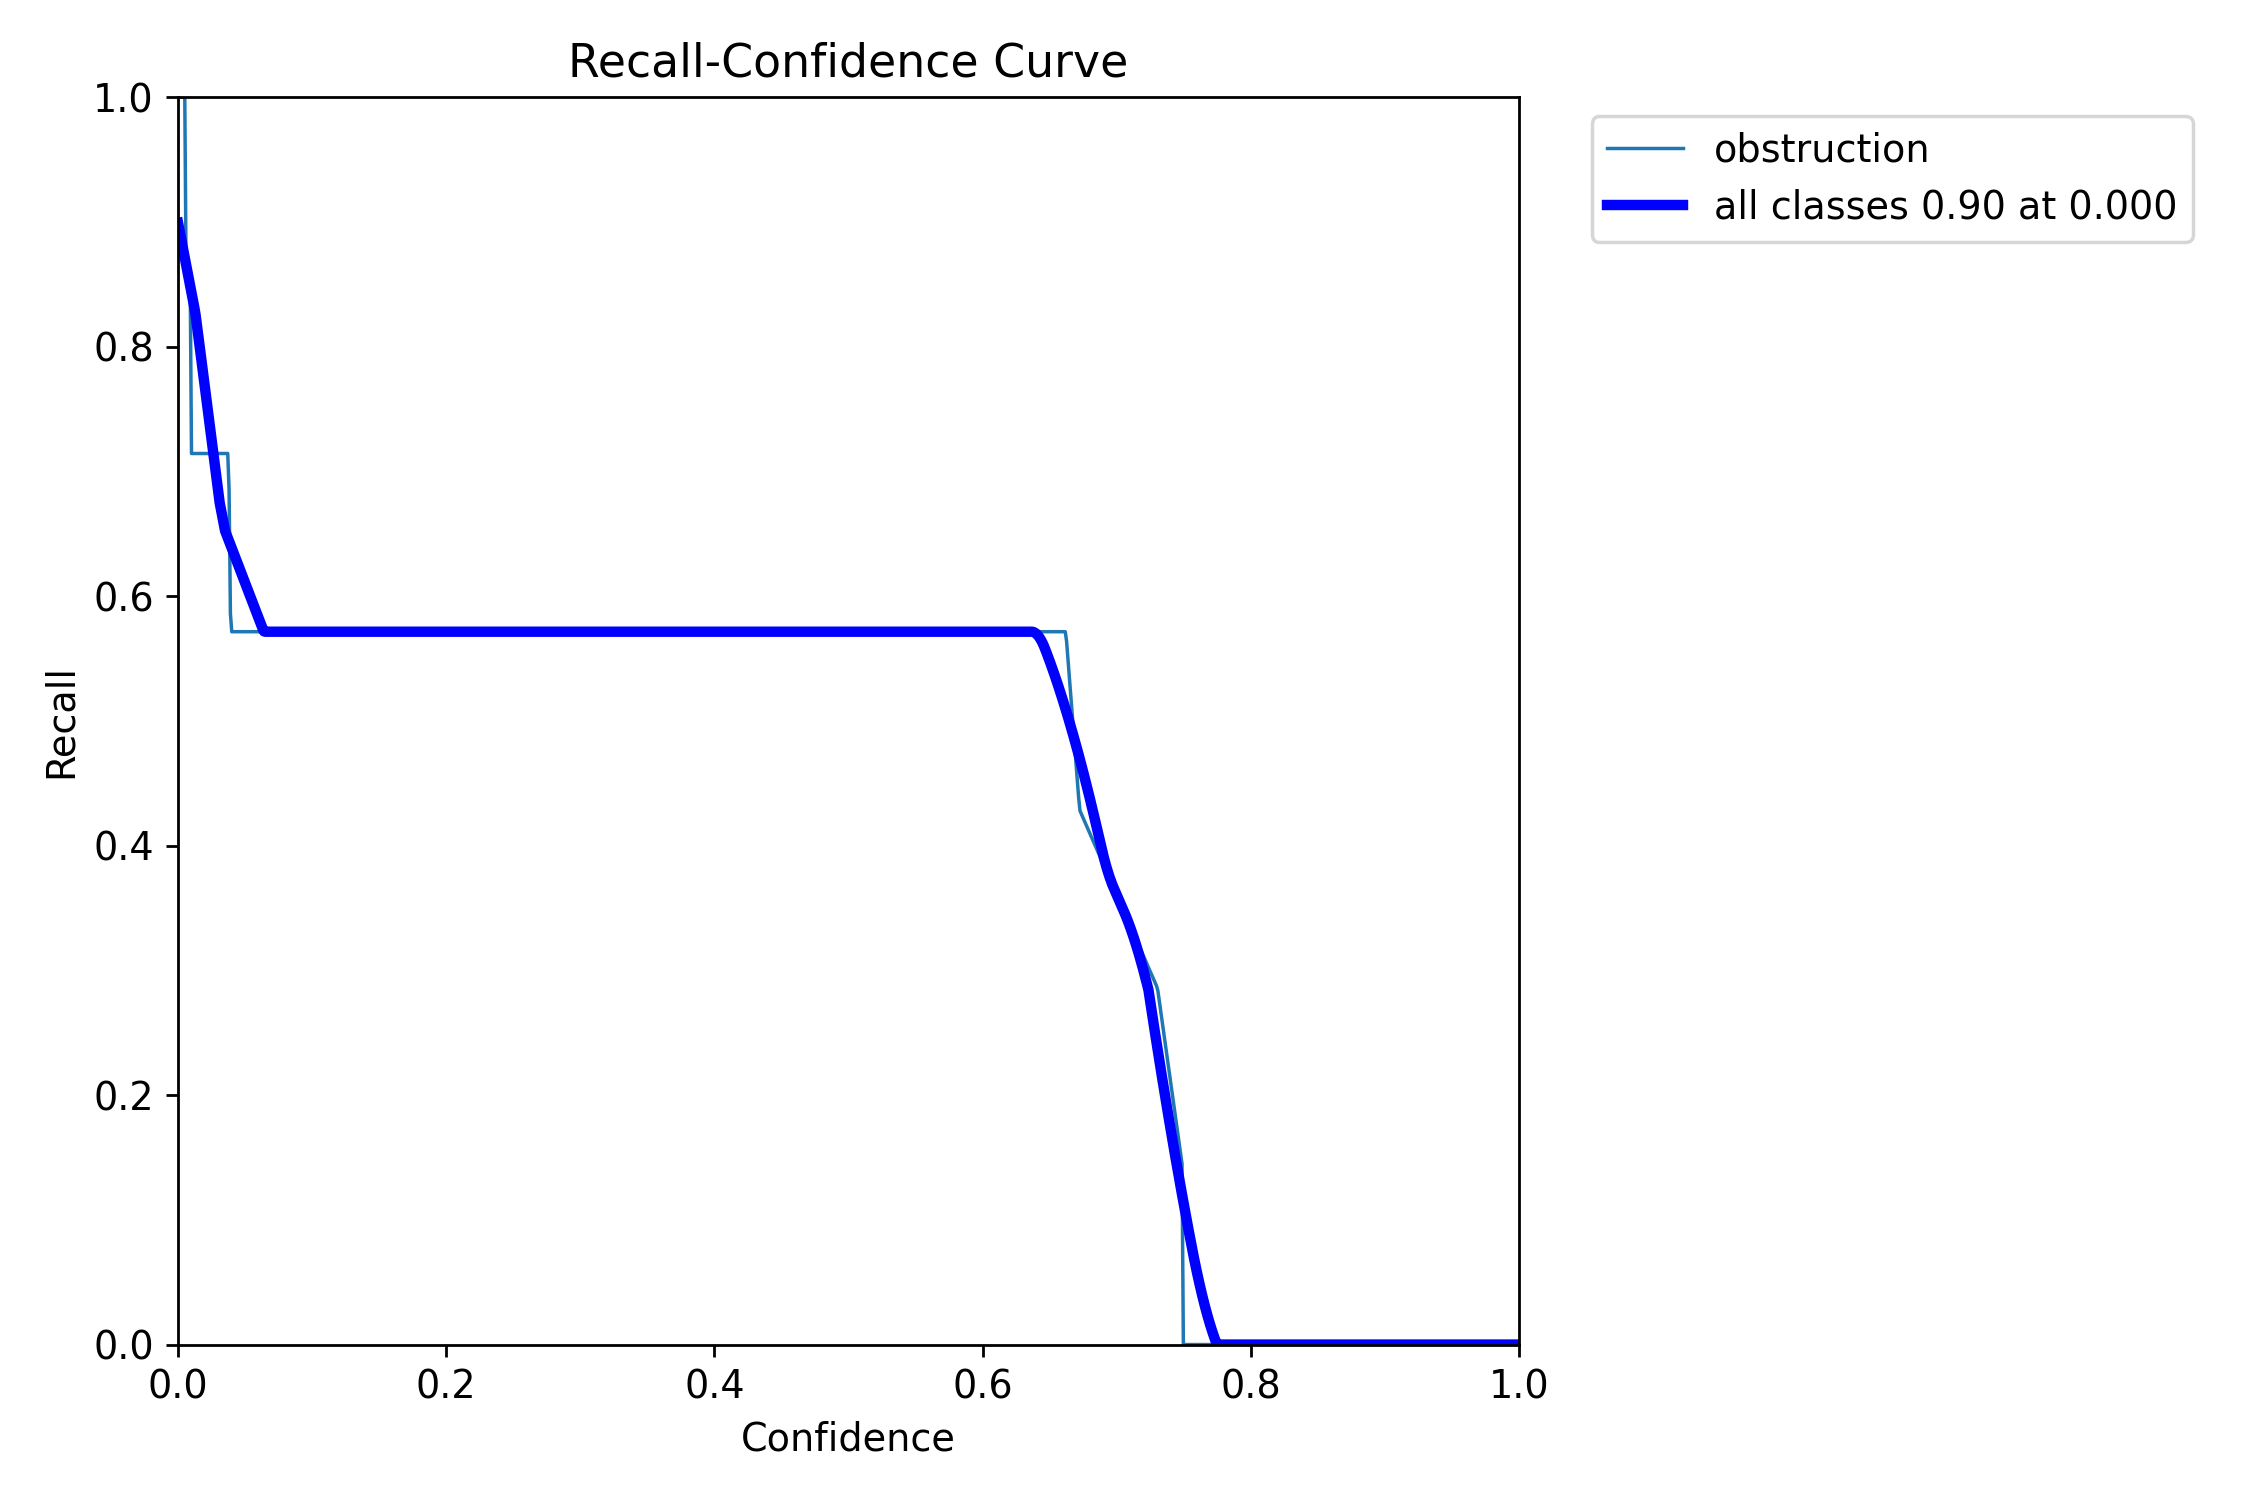 Recall-Confidence Curve
obstruction
all classes 0.90 at 0.000
Recall
1.0
0.8
0.6
0.4
0.2
0.0
0.0 0.2 0.4 0.6 0.8 1.0
Confidence